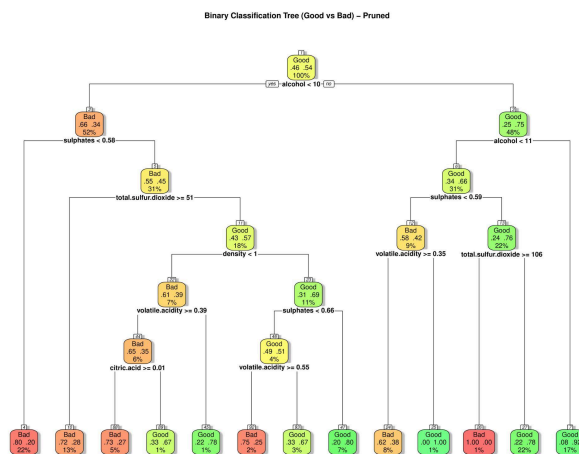 Binary Classification Tree (Good vs Bad) – Pruned
Good
.46 .54
100%
yes alcohol < 10 no
Bad
.66 .34
52%
sulphates < 0.58
Good
.25 .75
48%
alcohol < 11
Bad
.55 .45
31%
total.sulfur.dioxide >= 51
Good
.34 .66
31%
sulphates < 0.59
Good
.43 .57
18%
density < 1
Bad
.58 .42
9%
volatile.acidity >= 0.35
Good
.24 .76
22%
total.sulfur.dioxide >= 106
Bad
.61 .39
7%
volatile.acidity >= 0.39
Good
.31 .69
11%
sulphates < 0.66
Bad
.65 .35
6%
citric.acid >= 0.01
Good
.49 .51
4%
volatile.acidity >= 0.55
Bad
.80 .20
22%
Bad
.72 .28
13%
Bad
.73 .27
5%
Good
.33 .67
1%
Good
.22 .78
1%
Bad
.75 .25
2%
Good
.33 .67
3%
Good
.20 .80
7%
Bad
.62 .38
8%
Good
.00 1.00
1%
Bad
1.00 .00
1%
Good
.22 .78
22%
Good
.08 .92
17%